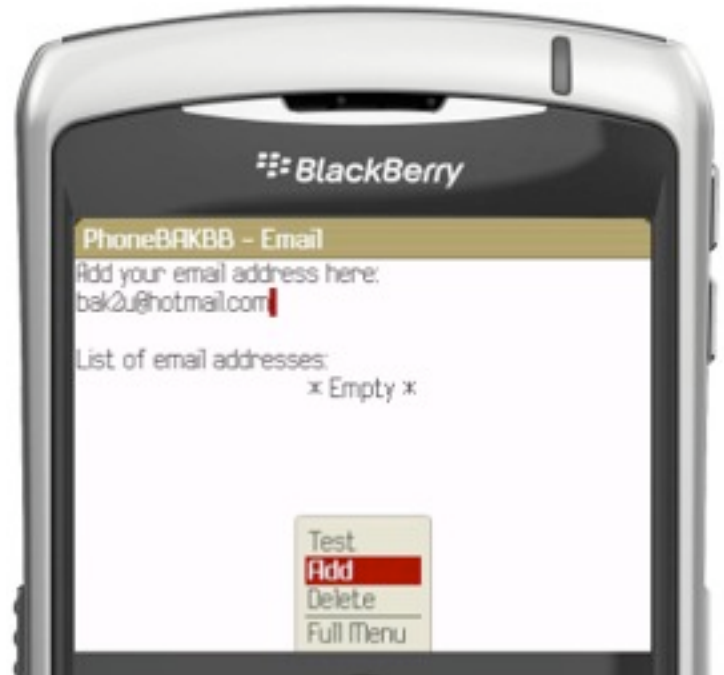 BlackBerry
PhoneBAKBB - Email
Add your email address here:
bak2u@hotmail.com
List of email addresses:
* Empty *
Test
Add
Delete
Full Menu